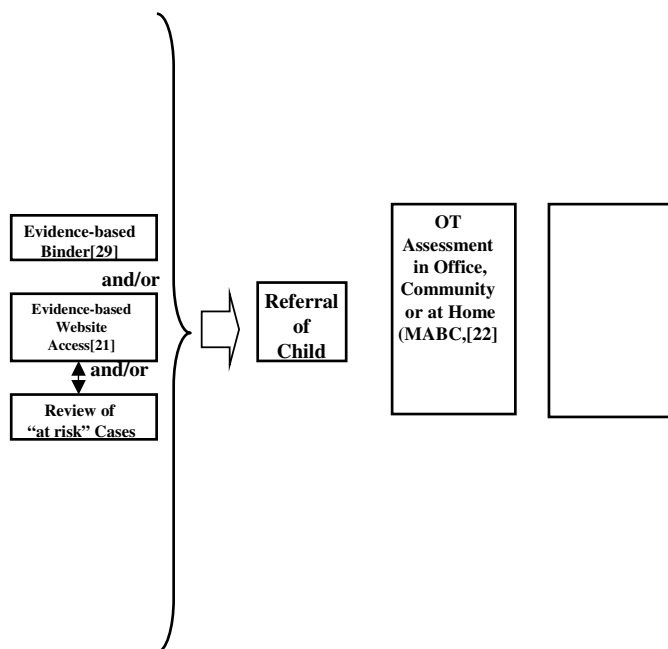 Evidence-based
Binder[29]
and/or
Evidence-based
Website
Access[21]
and/or
Review of
“at risk” Cases
Referral
of
Child
OT
Assessment
in Office,
Community
or at Home
(MABC,[22]